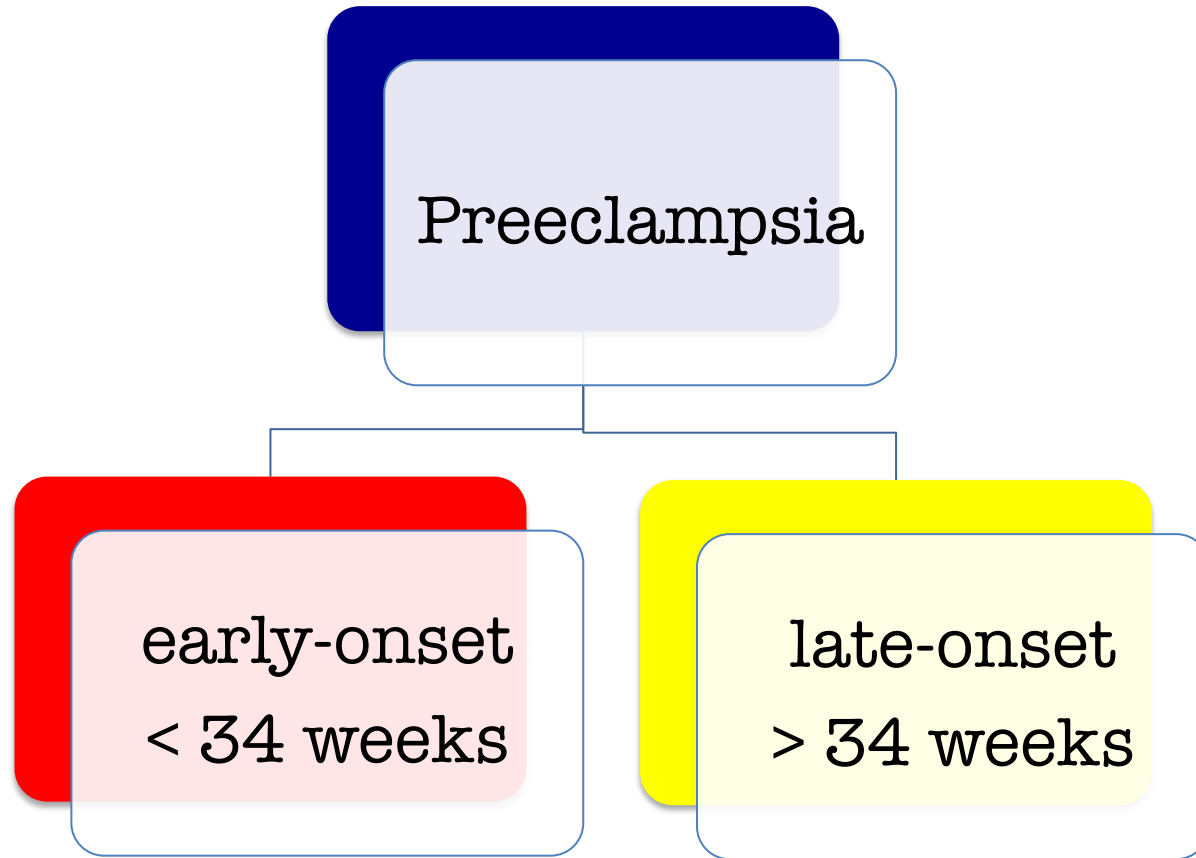 Preeclampsia
early-onset
< 34 weeks
late-onset
> 34 weeks